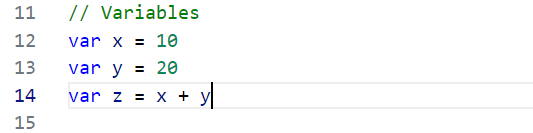 11 // Variables
12 var x = 10
13 var y = 20
14 var z = x + y
15